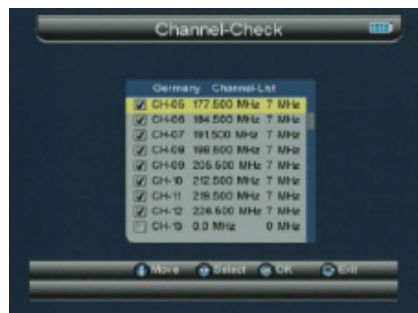 Channel-Check
Germany Channel-List
CH-05 177.500 MHz 7 MHz
CH-06 184.500 MHz 7 MHz
CH-07 191.500 MHz 7 MHz
CH-08 198.500 MHz 7 MHz
CH-09 205.500 MHz 7 MHz
CH-10 212.500 MHz 7 MHz
CH-11 219.500 MHz 7 MHz
CH-12 226.500 MHz 7 MHz
CH-13 0.0 MHz 0 MHz
Move Select OK Exit